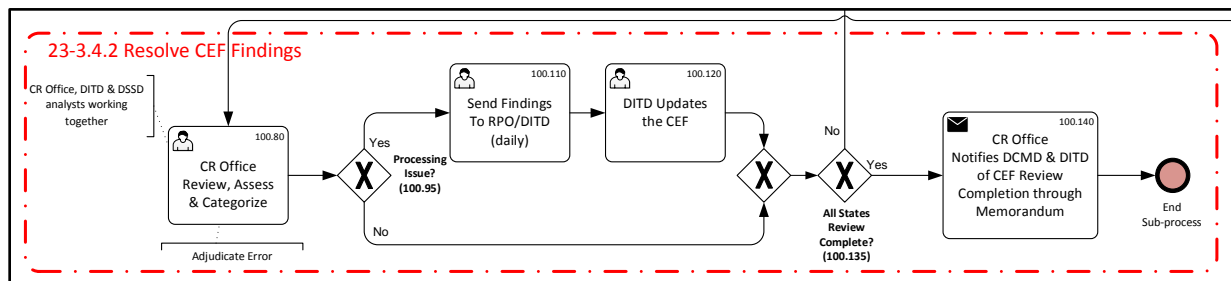 23-3.4.2 Resolve CEF Findings
CR Office, DITD & DSSD
analysts working
together
100.80
CR Office
Review, Assess
& Categorize
Adjudicate Error
Yes
Processing
Issue?
(100.95)
No
100.110
Send Findings
To RPO/DITD
(daily)
100.120
DITD Updates
the CEF
No
Yes
All States
Review
Complete?
(100.135)
100.140
CR Office
Notifies DCMD & DITD
of CEF Review
Completion through
Memorandum
End
Sub-process